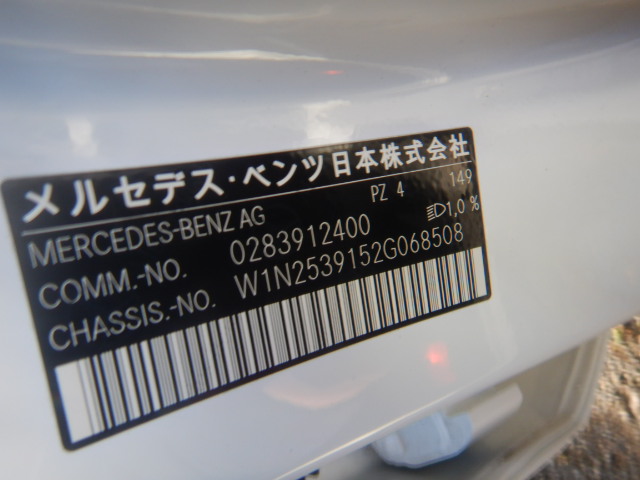 メルセデス・ベンツ日本株式会社
MERCEDES-BENZ AG PZ 4 149
COMM.-NO. 0283912400 1,0 %
CHASSIS.-NO. W1N2539152G068508